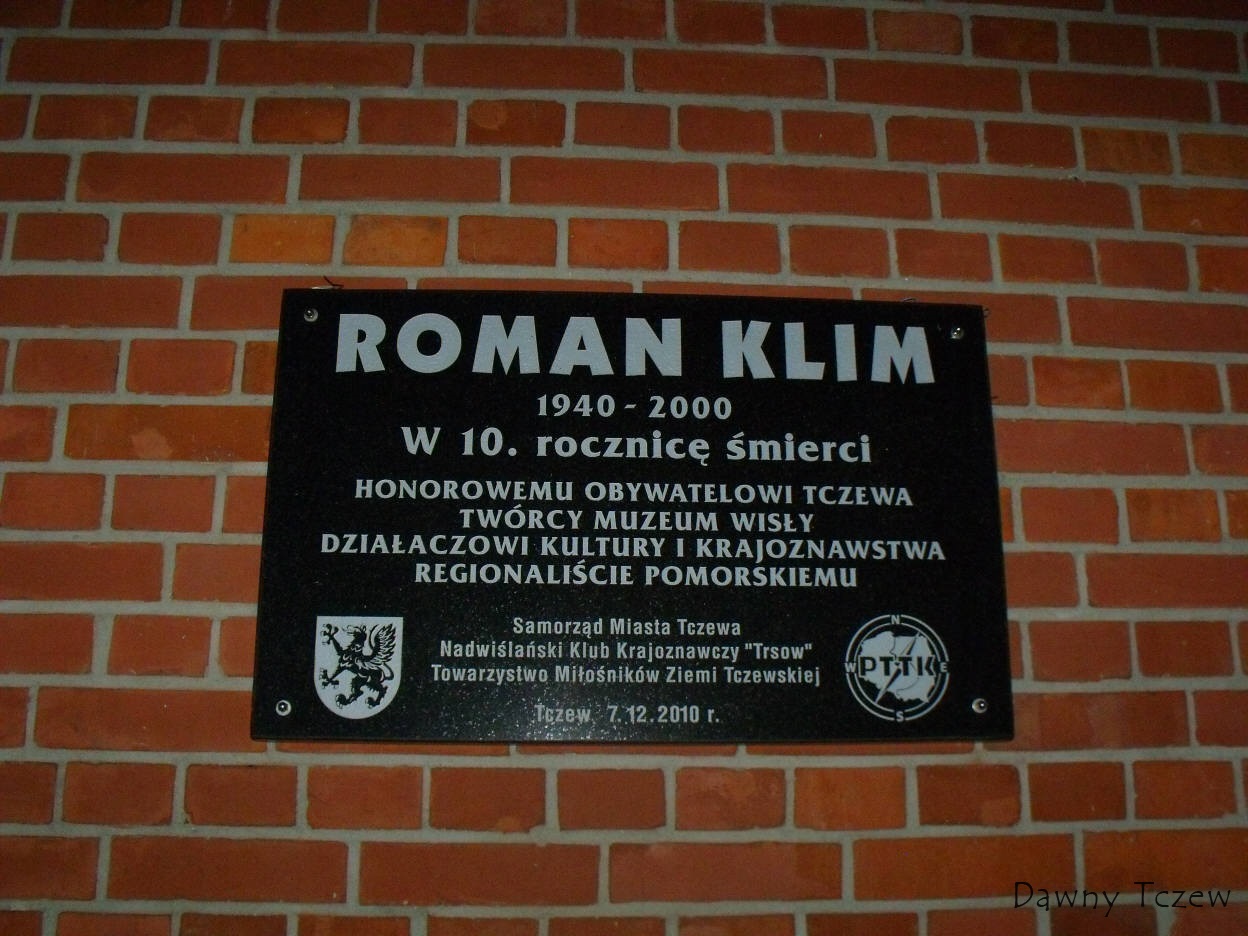 ROMAN KLIM
1940 - 2000
W 10. rocznicę śmierci
HONOROWEMU OBYWATELOWI TCZEWA
TWÓRCY MUZEUM WISŁY
DZIAŁACZOWI KULTURY I KRAJOZNAWSTWA
REGIONALIŚCIE POMORSKIEMU
Samorząd Miasta Tczewa
Nadwiślański Klub Krajoznawczy "Trsow"
Towarzystwo Miłośników Ziemi Tczewskiej
Tczew 7.12.2010 r.
N
W PTTK E
S
Dawny Tczew